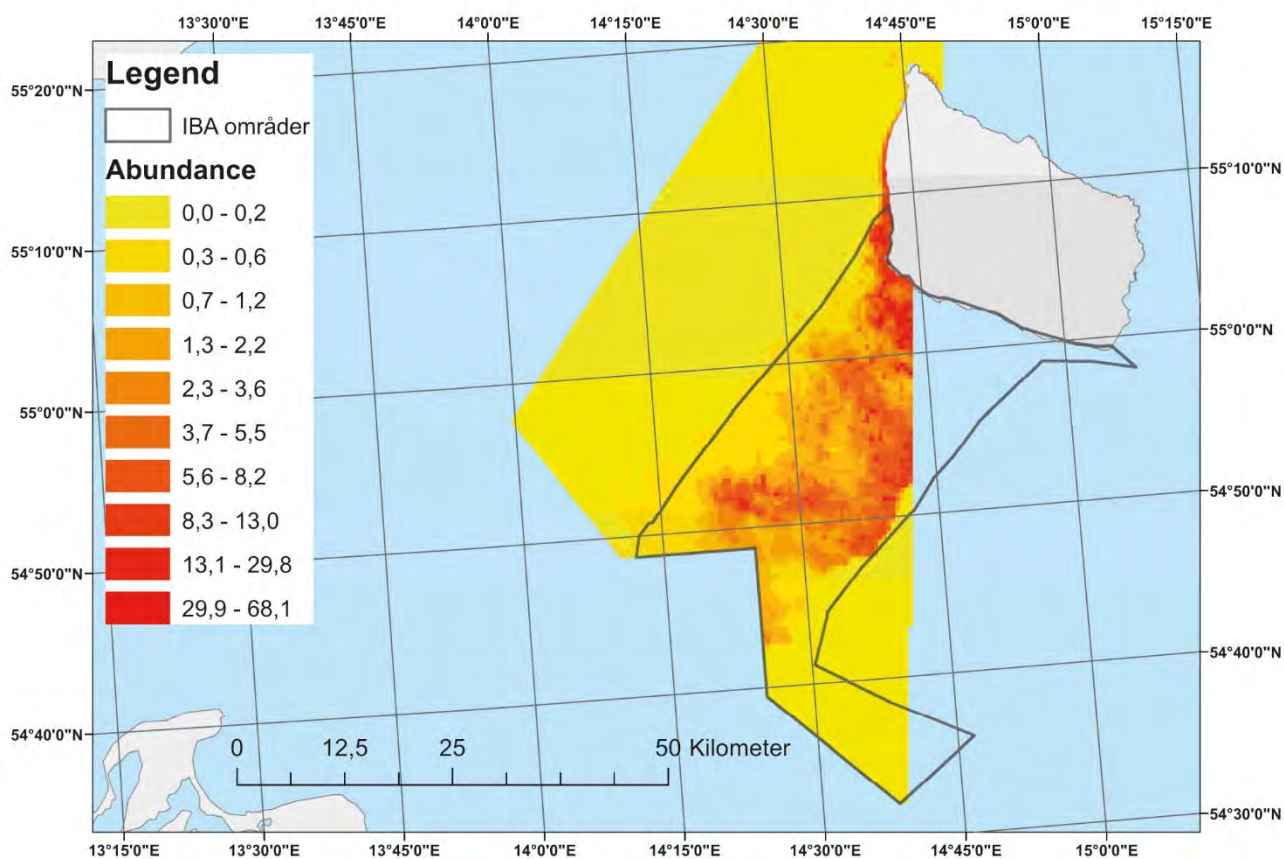 13°30'0"E 13°45'0"E 14°0'0"E 14°15'0"E 14°30'0"E 14°45'0"E 15°0'0"E 15°15'0"E
Legend
IBA områder
Abundance
0,0 - 0,2
0,3 - 0,6
0,7 - 1,2
1,3 - 2,2
2,3 - 3,6
3,7 - 5,5
5,6 - 8,2
8,3 - 13,0
13,1 - 29,8
29,9 - 68,1
55°20'0"N
55°10'0"N
55°0'0"N
54°50'0"N
54°40'0"N
55°10'0"N
55°0'0"N
54°50'0"N
54°40'0"N
54°30'0"N
0 12,5 25 50 Kilometer
13°15'0"E 13°30'0"E 13°45'0"E 14°0'0"E 14°15'0"E 14°30'0"E 14°45'0"E 15°0'0"E